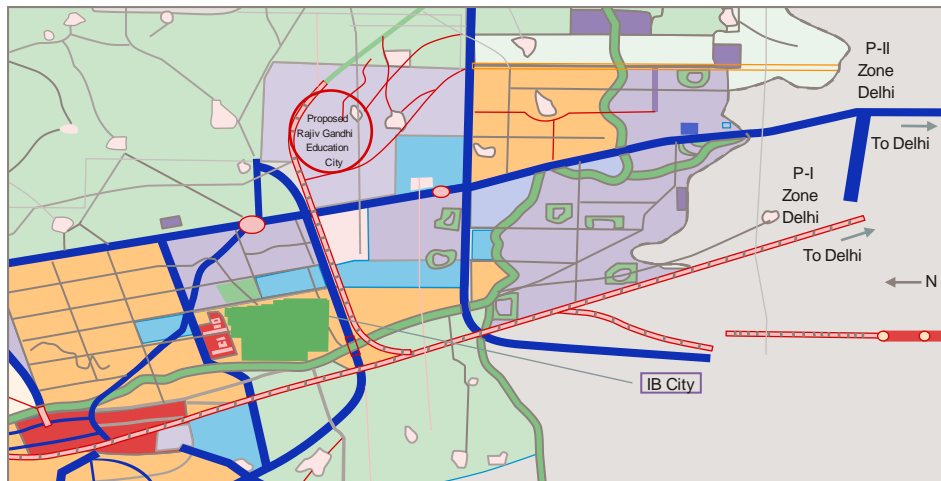 P-II
Zone
Delhi
To Delhi
Proposed
Rajiv Gandhi
Education
City
P-I
Zone
Delhi
To Delhi
N
IB City